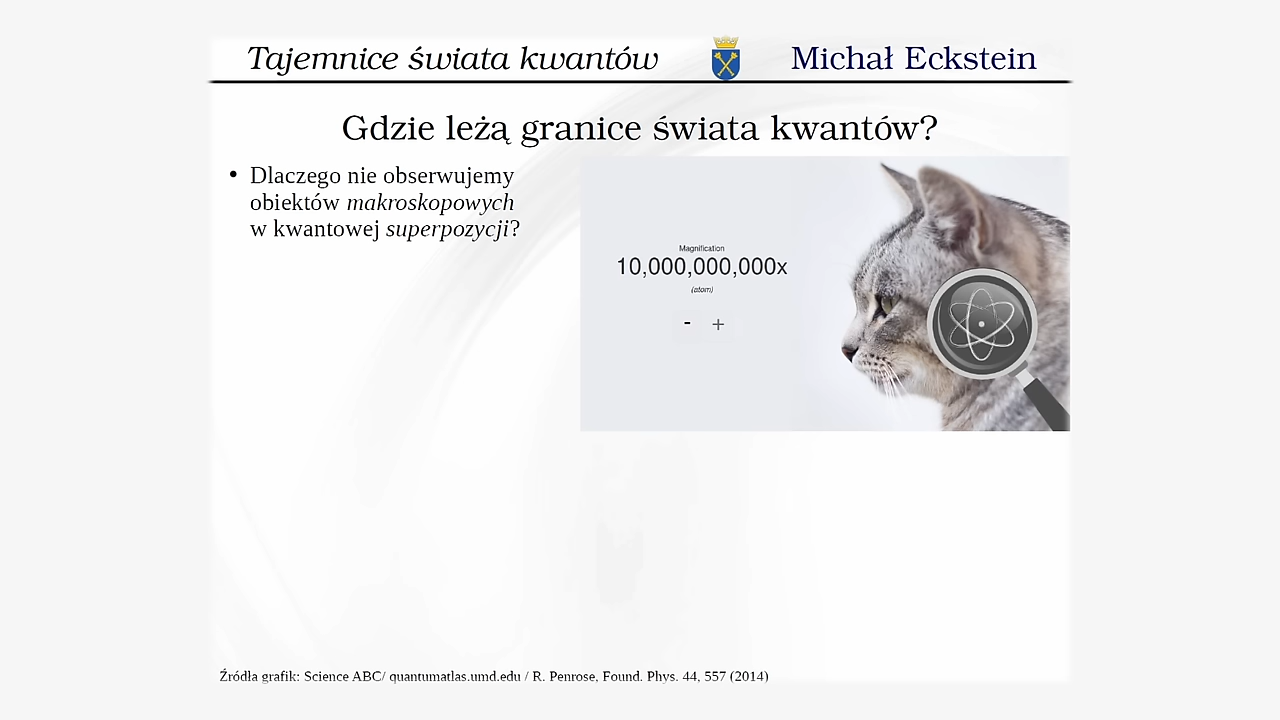 Tajemnice świata kwantów
Michał Eckstein
Gdzie leżą granice świata kwantów?
• Dlaczego nie obserwujemy
obiektów makroskopowych
w kwantowej superpozycji?
Magnification
10,000,000,000x
(atom)
- +
Źródła grafik: Science ABC/ quantumatlas.umd.edu / R. Penrose, Found. Phys. 44, 557 (2014)